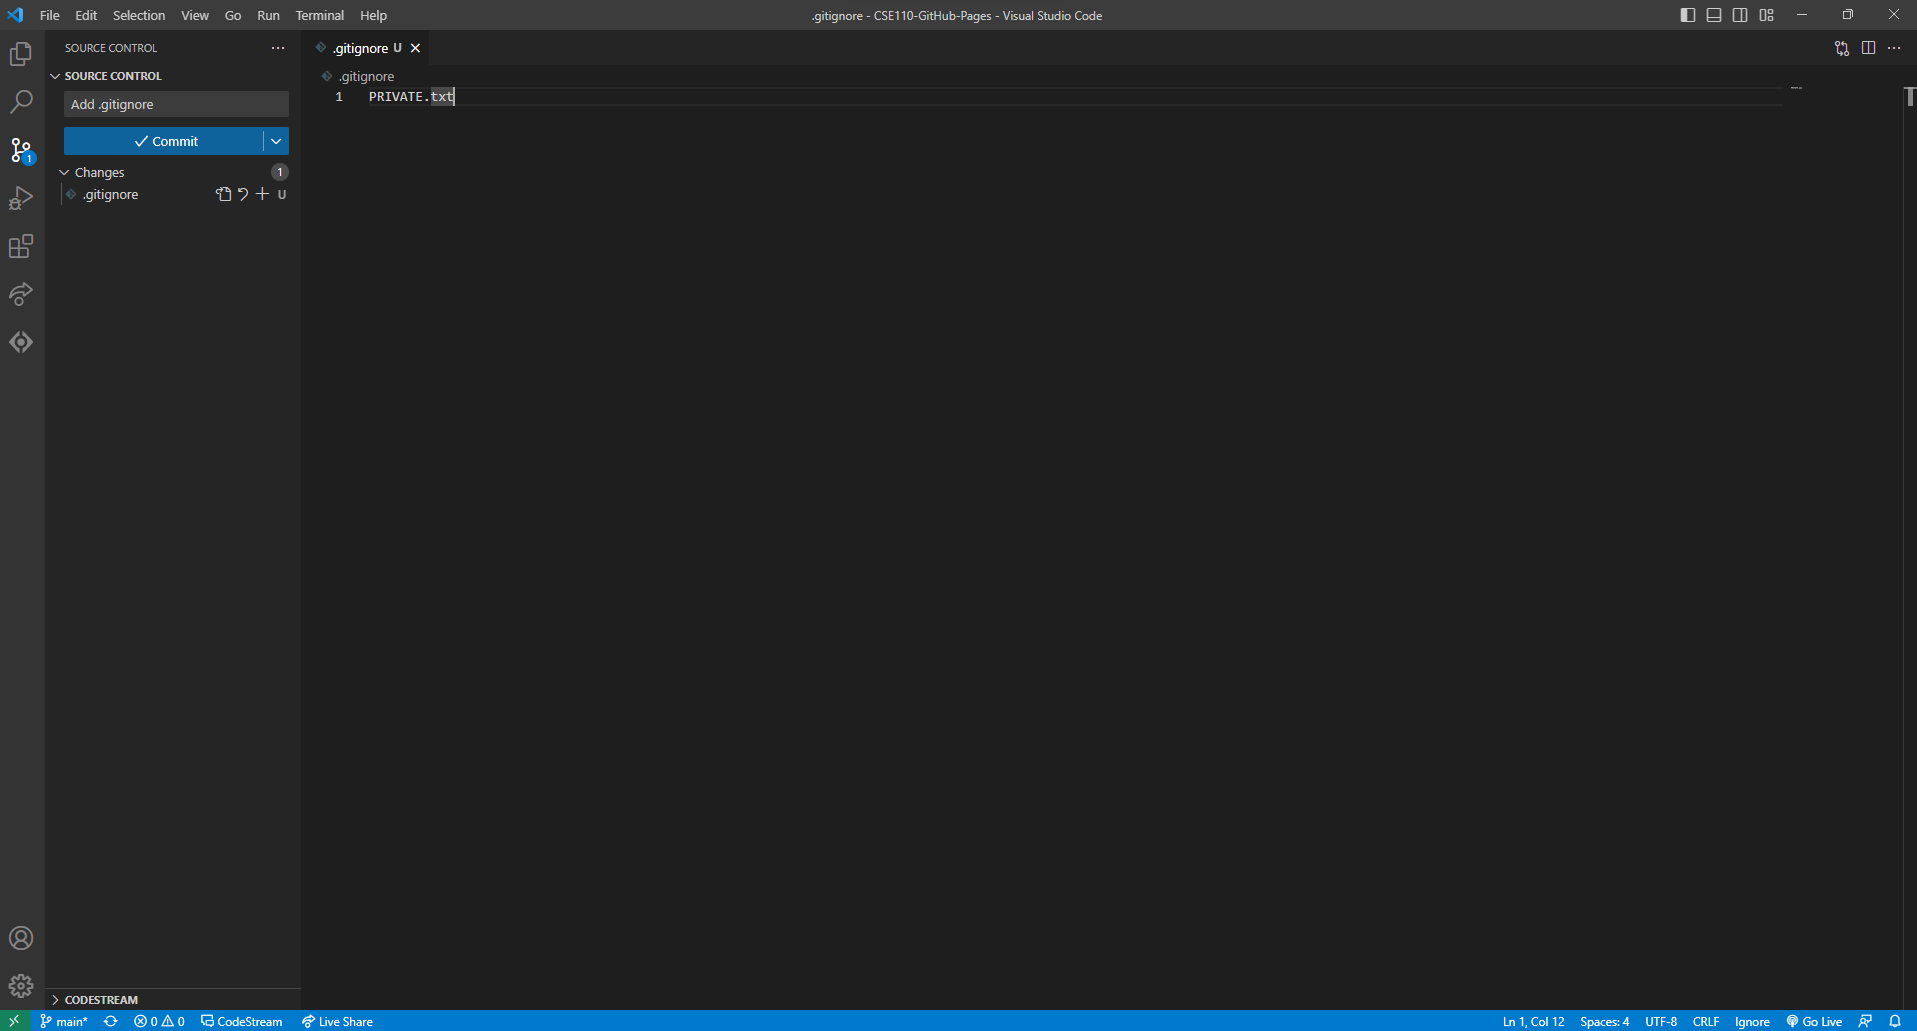 File Edit Selection View Go Run Terminal Help
.gitignore - CSE110-GitHub-Pages - Visual Studio Code
SOURCE CONTROL
SOURCE CONTROL
Add .gitignore
Commit
Changes 1
.gitignore U
1
.gitignore U
.gitignore
1 PRIVATE.txt
CODESTREAM
main* 0 0 CodeStream Live Share
Ln 1, Col 12 Spaces: 4 UTF-8 CRLF Ignore Go Live